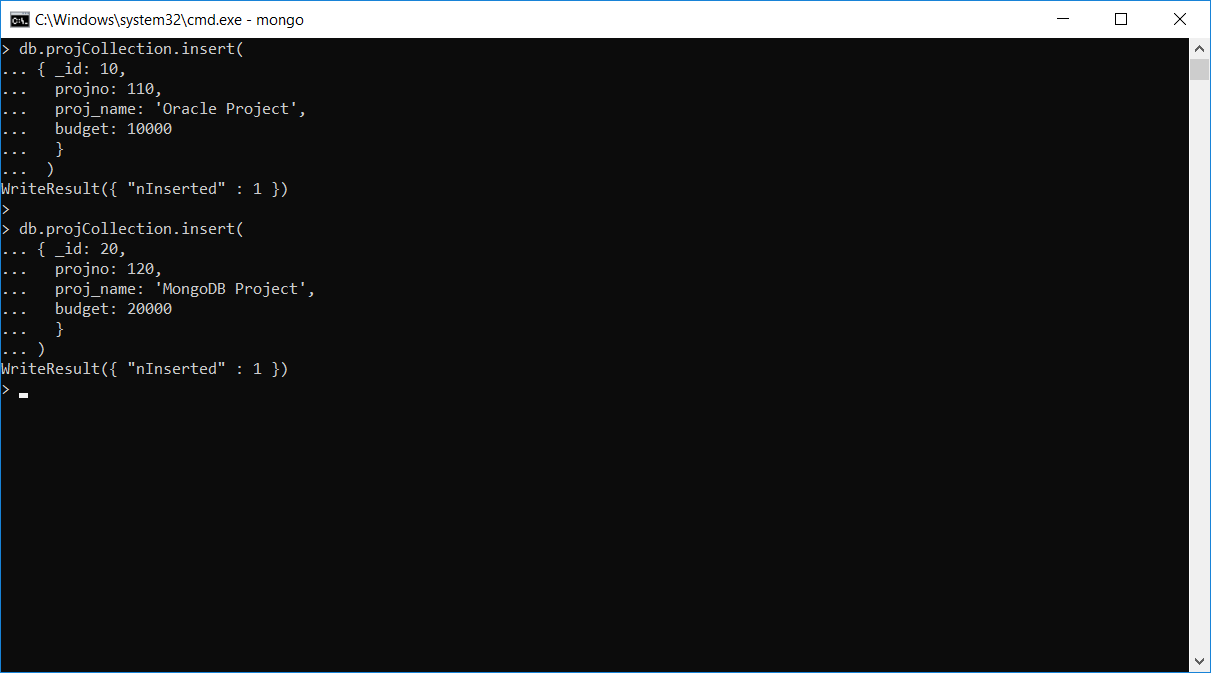 C:\Windows\system32\cmd.exe - mongo
> db.projCollection.insert(
... { _id: 10,
...   projno: 110,
...   proj_name: 'Oracle Project',
...   budget: 10000
...   }
...  )
WriteResult({ "nInserted" : 1 })
>
> db.projCollection.insert(
... { _id: 20,
...   projno: 120,
...   proj_name: 'MongoDB Project',
...   budget: 20000
...   }
... )
WriteResult({ "nInserted" : 1 })
>